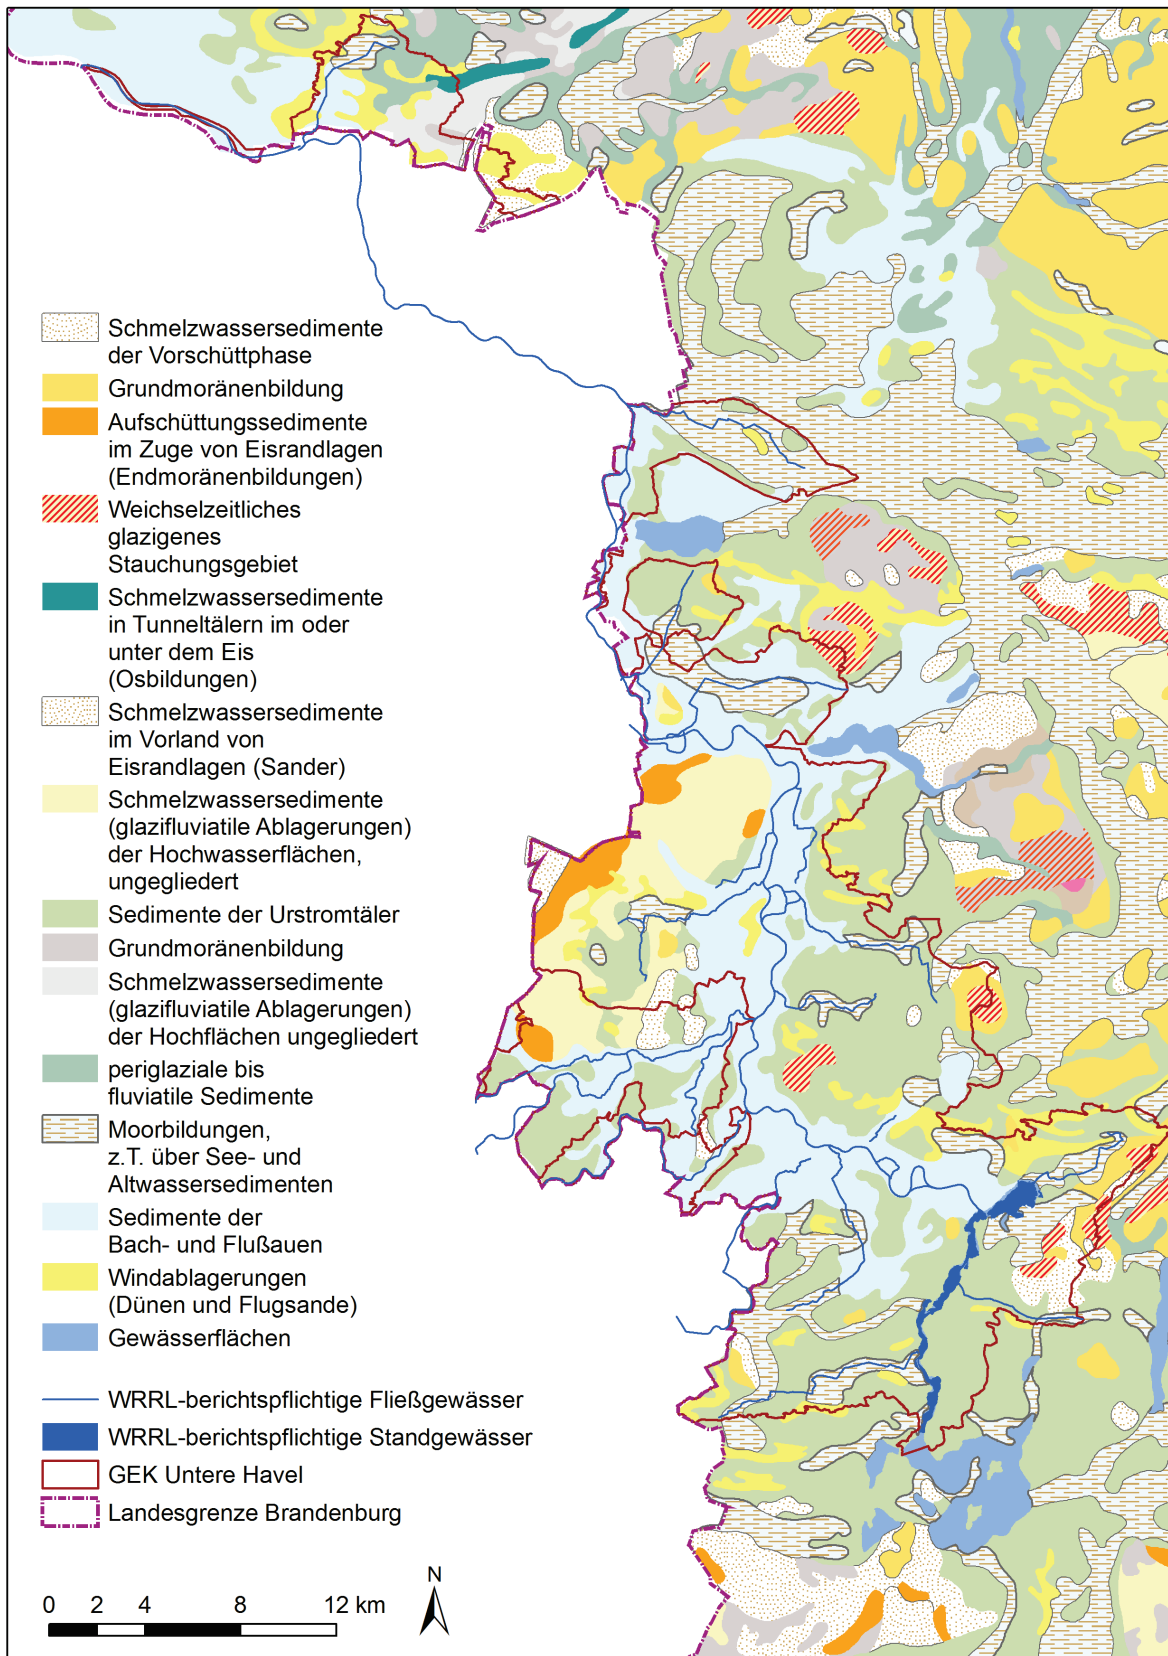 Schmelzwassersedimente
der Vorschüttphase
Grundmoränenbildung
Aufschüttungssedimente
im Zuge von Eisrandlagen
(Endmoränenbildungen)
Weichselzeitliches
glazigenes
Stauchungsgebiet
Schmelzwassersedimente
in Tunneltälern im oder
unter dem Eis
(Osbildungen)
Schmelzwassersedimente
im Vorland von
Eisrandlagen (Sander)
Schmelzwassersedimente
(glazifluviatile Ablagerungen)
der Hochwasserflächen,
ungegliedert
Sedimente der Urstromtäler
Grundmoränenbildung
Schmelzwassersedimente
(glazifluviatile Ablagerungen)
der Hochflächen ungegliedert
periglaziale bis
fluviatile Sedimente
Moorbildungen,
z.T. über See- und
Altwassersedimenten
Sedimente der
Bach- und Flußauen
Windablagerungen
(Dünen und Flugsande)
Gewässerflächen
WRRL-berichtspflichtige Fließgewässer
WRRL-berichtspflichtige Standgewässer
GEK Untere Havel
Landesgrenze Brandenburg
N
0 2 4 8 12 km